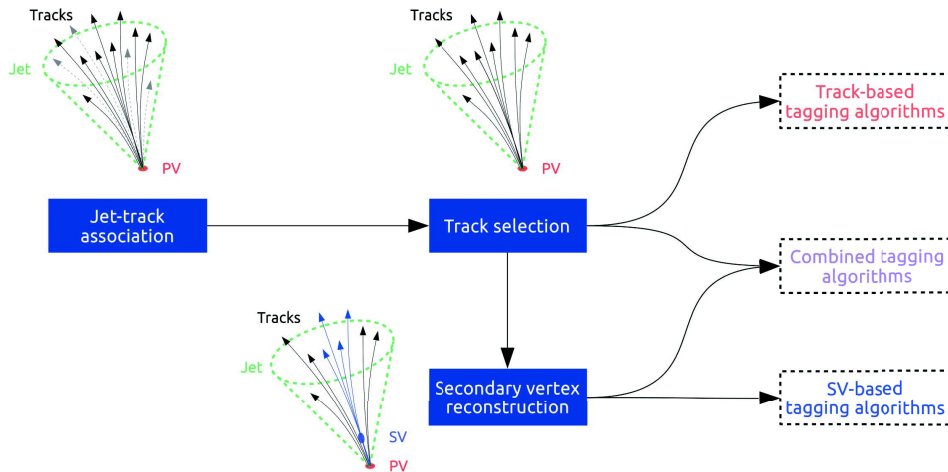 Tracks
Jet
PV
Tracks
Jet
PV
Track-based
tagging algorithms
Jet-track
association
Track selection
Combined tagging
algorithms
Tracks
Jet
SV
PV
Secondary vertex
reconstruction
SV-based
tagging algorithms